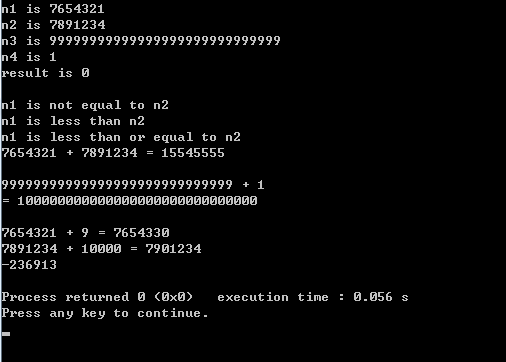 n1 is 7654321
n2 is 7891234
n3 is 99999999999999999999999999999
n4 is 1
result is 0
n1 is not equal to n2
n1 is less than n2
n1 is less than or equal to n2
7654321 + 7891234 = 15545555
99999999999999999999999999999 + 1
= 100000000000000000000000000000
7654321 + 9 = 7654330
7891234 + 10000 = 7901234
-236913
Process returned 0 (0x0)   execution time : 0.056 s
Press any key to continue.